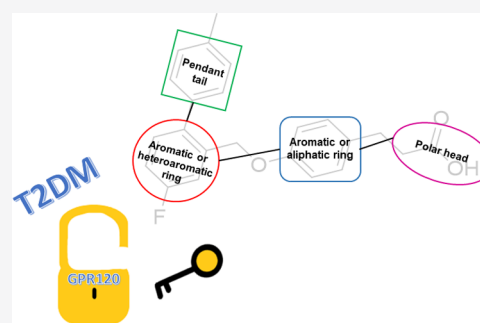 Pendant
tail
Aromatic or
heteroaromatic
ring
Aromatic or
aliphatic ring
Polar head
O
O
OH
F
T2DM
GPR120